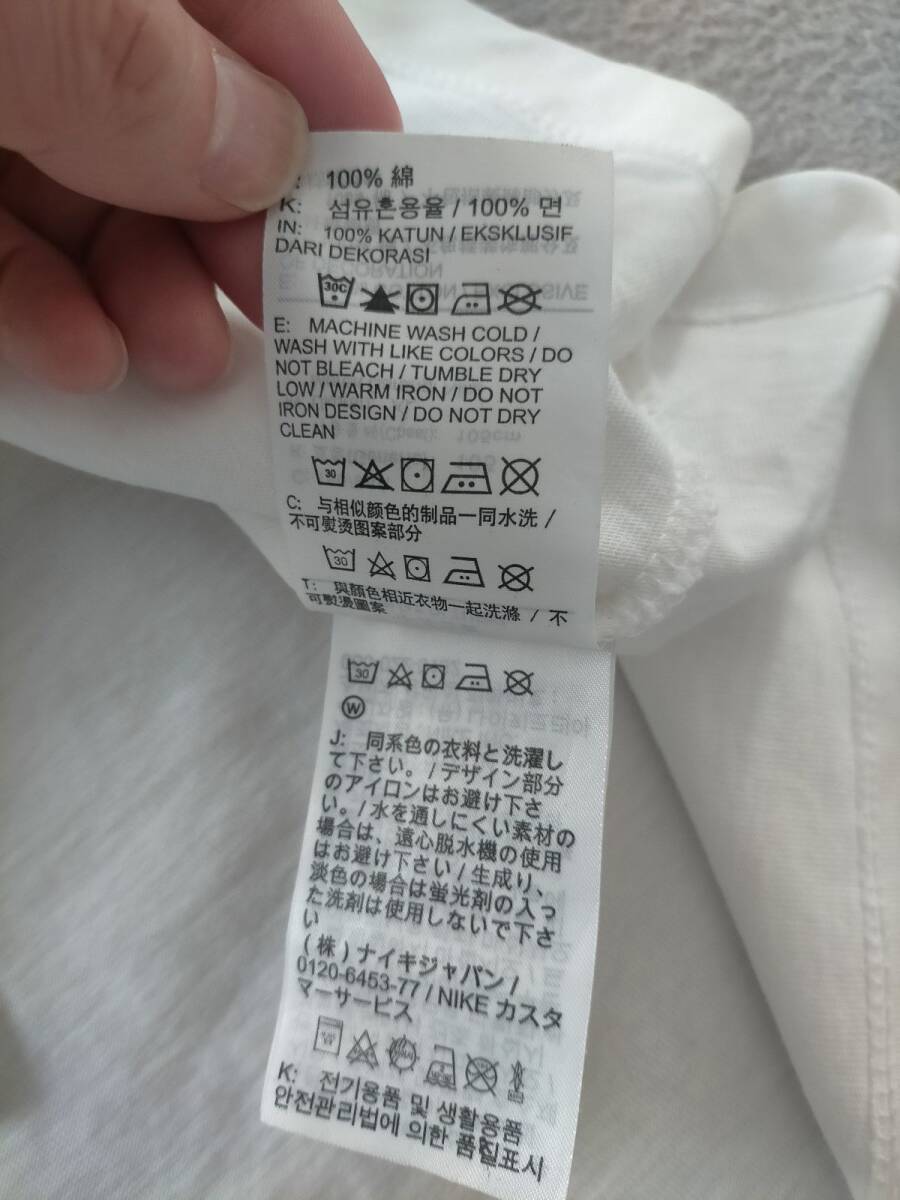 : 100% 綿
K: 섬유혼용율 / 100% 면
IN: 100% KATUN / EKSKLUSIF
DARI DEKORASI
30C
E: MACHINE WASH COLD /
WASH WITH LIKE COLORS / DO
NOT BLEACH / TUMBLE DRY
LOW / WARM IRON / DO NOT
IRON DESIGN / DO NOT DRY
CLEAN
30
C: 与相似颜色的制品一同水洗 /
不可熨烫图案部分
30
T: 與顏色相近衣物一起洗滌 / 不
可熨燙圖案
30
W
J: 同系色の衣料と洗濯し
て下さい。/ デザイン部分
のアイロンはお避け下さ
い。/ 水を通しにくい素材の
場合は、遠心脱水機の使用
はお避け下さい / 生成り、
淡色の場合は蛍光剤の入っ
た洗剤は使用しないで下さ
い
(株) ナイキジャパン /
0120-6453-77 / NIKE カスタ
マーサービス
K: 전기용품 및 생활용품
안전관리법에 의한 품질표시